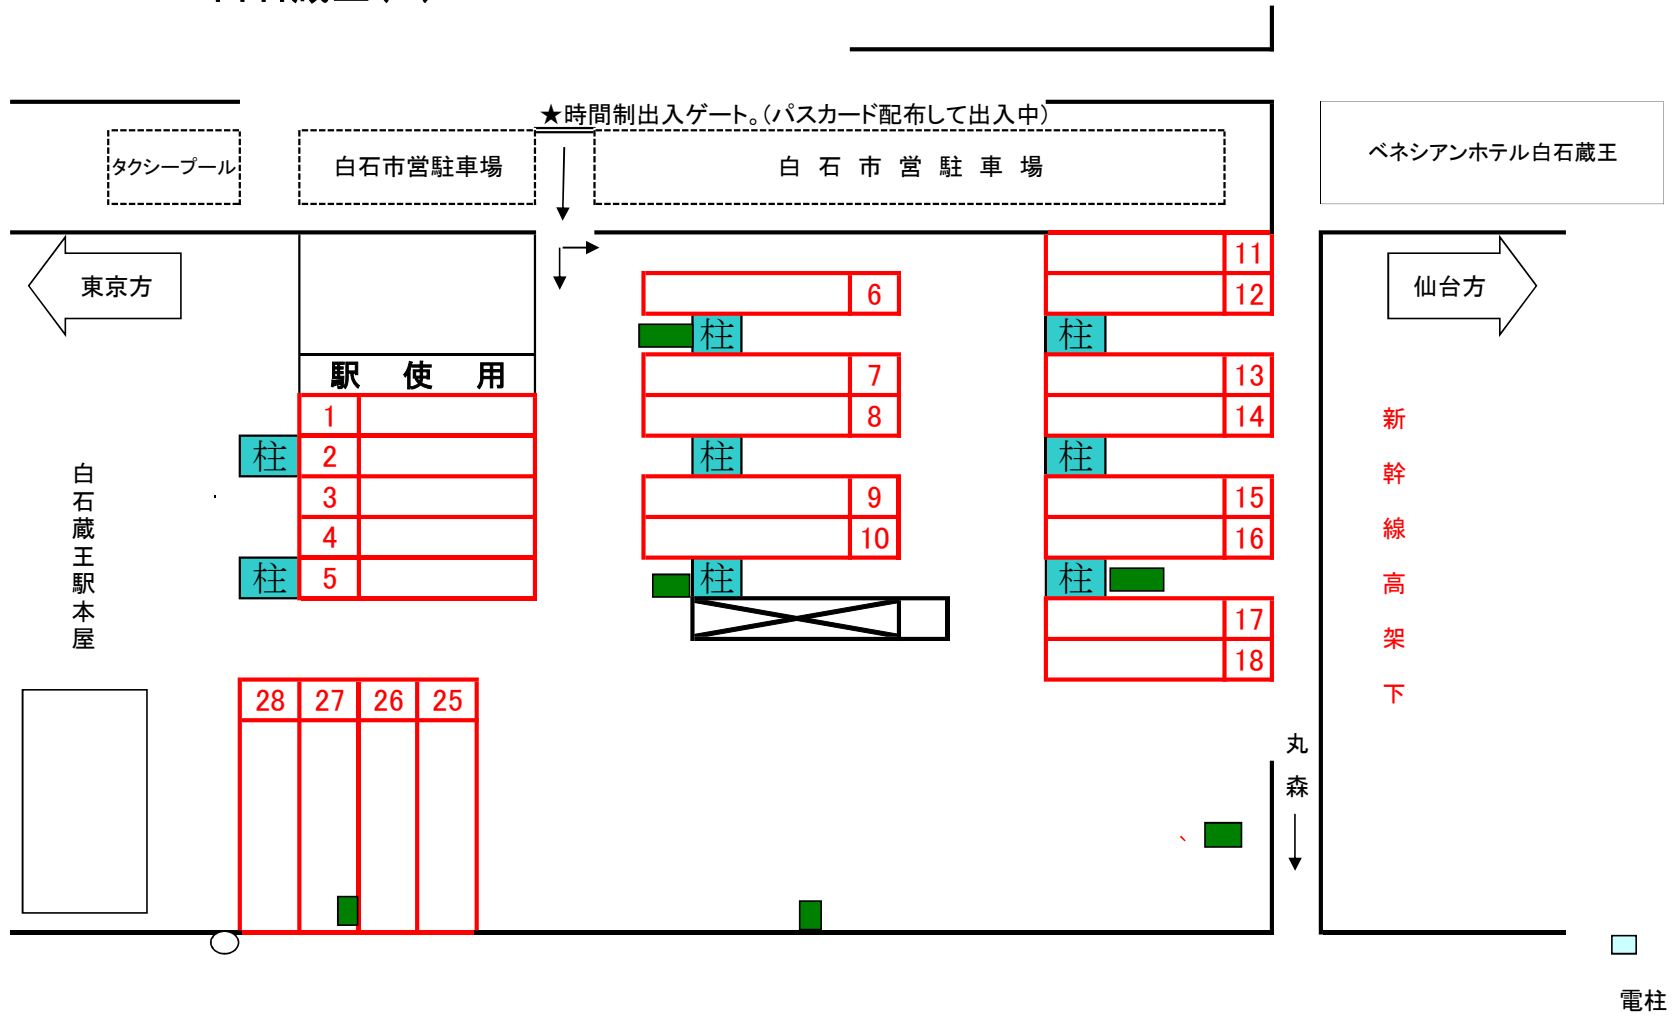 ★時間制出入ゲート。(パスカード配布して出入中)
タクシープール
白石市営駐車場
白石市営駐車場
ベネシアンホテル白石蔵王
東京方
仙台方
駅使用
1
柱 2
3
4
柱 5
6
柱
7
8
柱
9
10
柱
11
12
柱
13
14
柱
15
16
柱
17
18
白石蔵王駅本屋
新幹線高架下
28 27 26 25
丸森
、
電柱